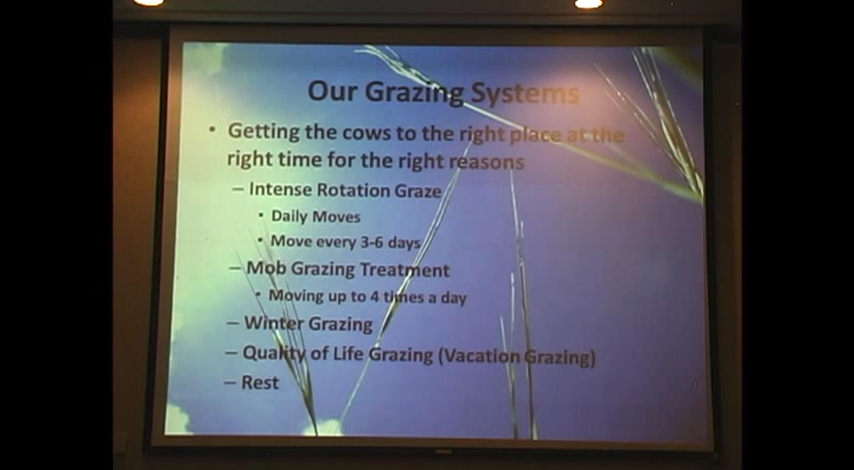 Our Grazing Systems
• Getting the cows to the right place at the
right time for the right reasons
– Intense Rotation Graze
• Daily Moves
• Move every 3-6 days
– Mob Grazing Treatment
• Moving up to 4 times a day
– Winter Grazing
– Quality of Life Grazing (Vacation Grazing)
– Rest